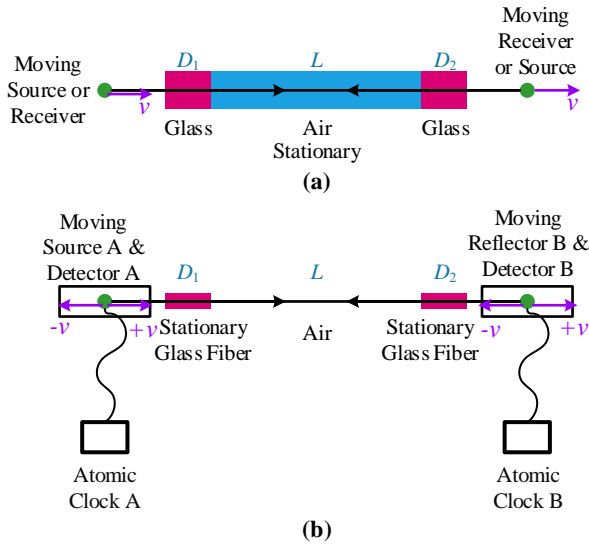 Moving
Source or
Receiver
v
D1
L
D2
Moving
Receiver
or Source
v
Glass
Air
Stationary
Glass
(a)
Moving
Source A &
Detector A
-v
+v
D1
L
D2
Moving
Reflector B &
Detector B
-v
+v
Stationary
Glass Fiber
Air
Stationary
Glass Fiber
Atomic
Clock A
Atomic
Clock B
(b)